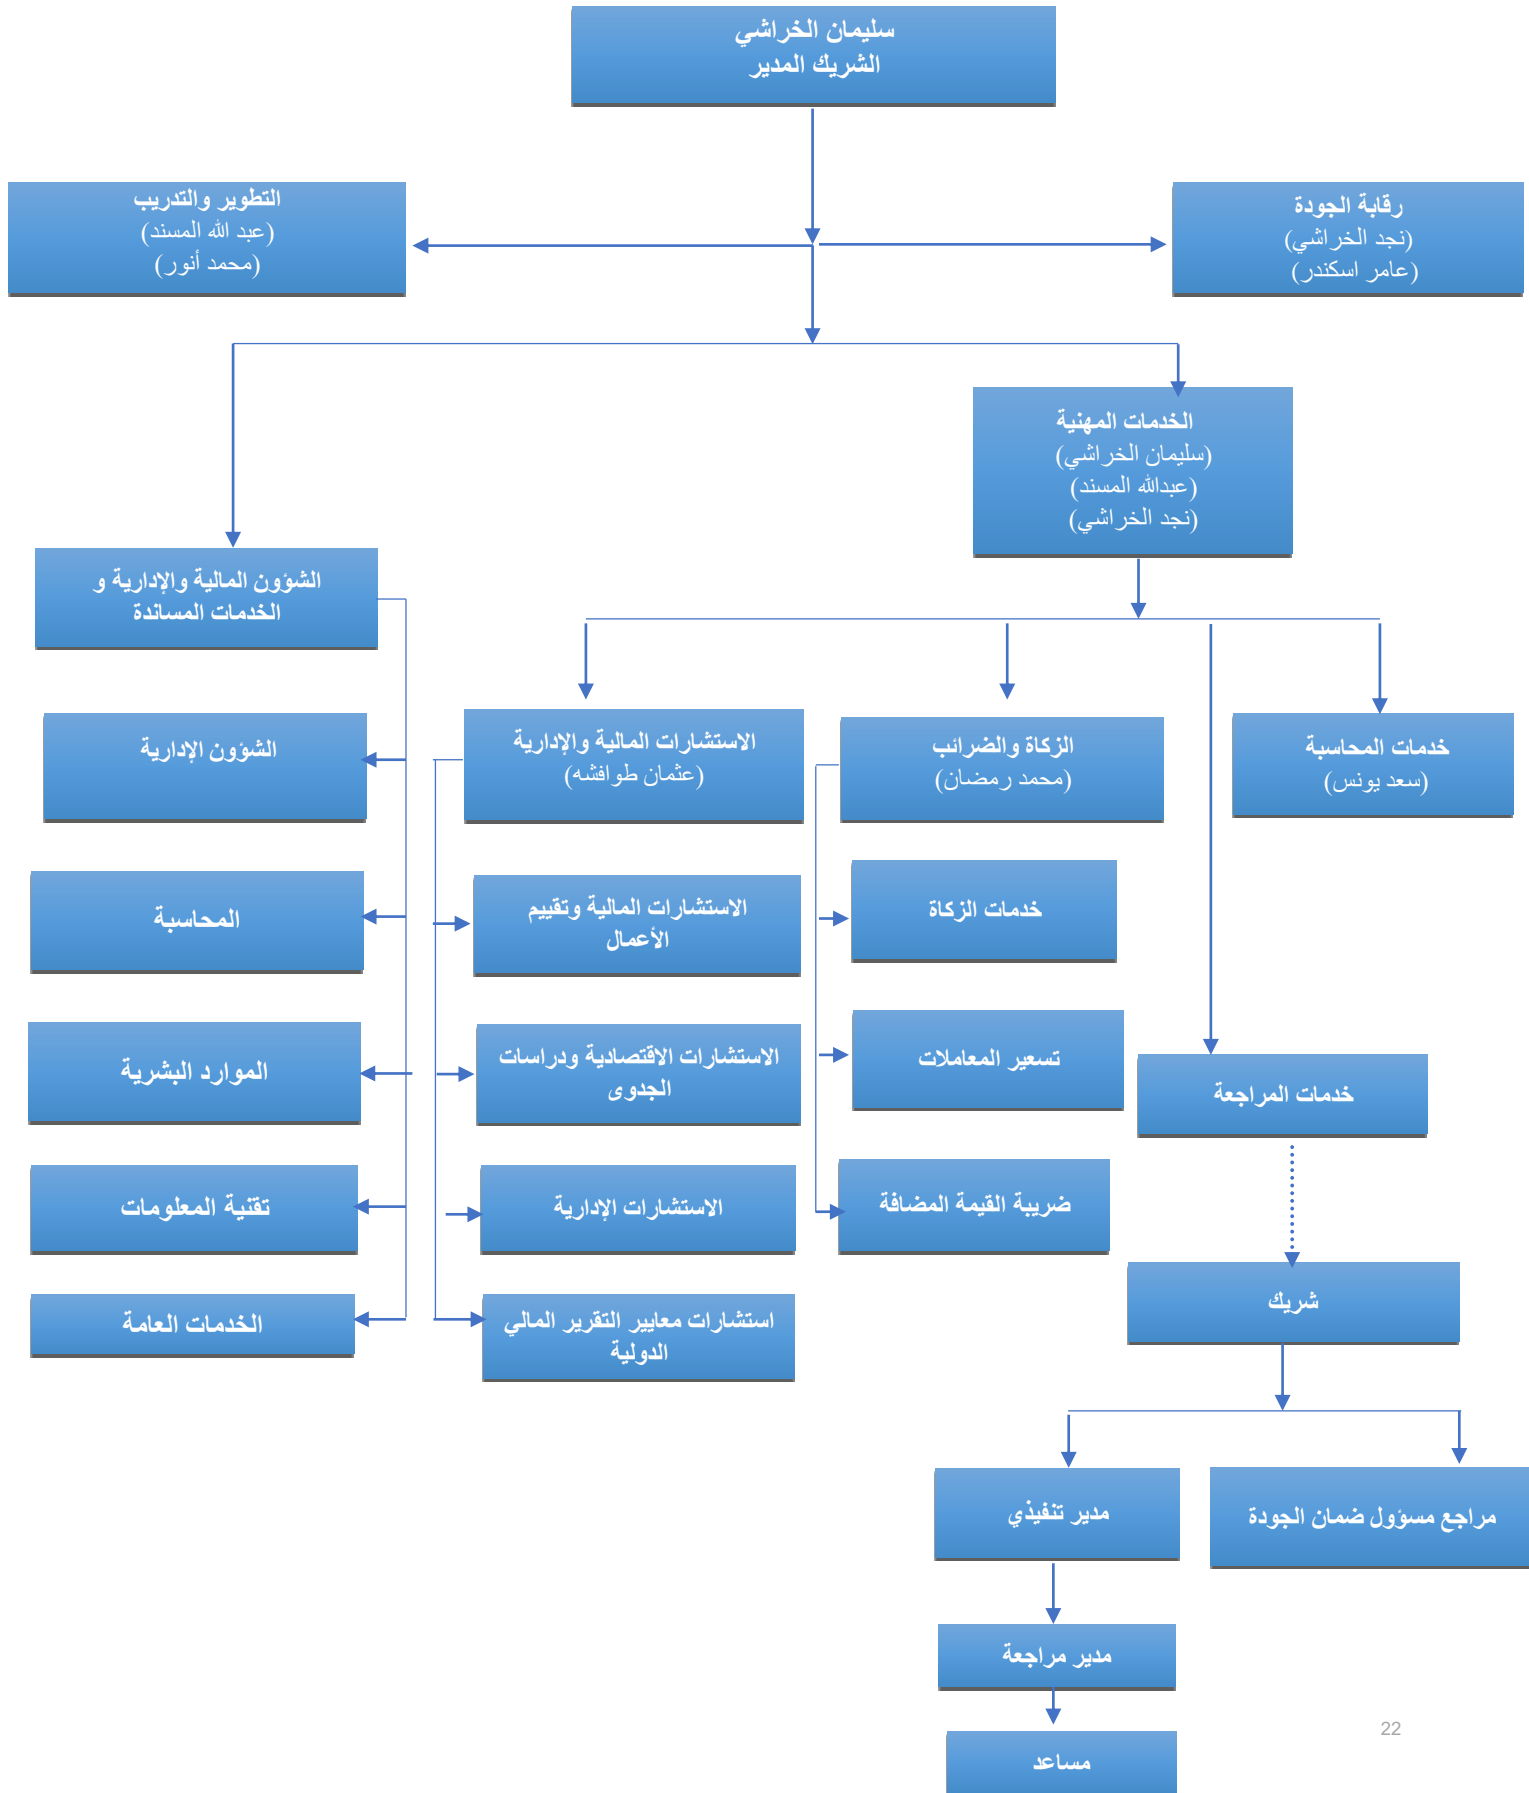 سليمان الخراشي
الشريك المدير
رقابة الجودة
(نجد الخراشي)
(عامر اسكندر)
التطوير والتدريب
(عبد الله المسند)
(محمد أنور)
الخدمات المهنية
(سليمان الخراشي)
(عبدالله المسند)
(نجد الخراشي)
الشؤون المالية والإدارية و
الخدمات المساندة
خدمات المحاسبة
(سعد يونس)
الزكاة والضرائب
(محمد رمضان)
الاستشارات المالية والإدارية
(عثمان طوافشه)
الشؤون الإدارية
خدمات الزكاة
الاستشارات المالية وتقييم
الأعمال
المحاسبة
خدمات المراجعة
تسعير المعاملات
الاستشارات الاقتصادية ودراسات
الجدوى
الموارد البشرية
ضريبة القيمة المضافة
الاستشارات الإدارية
تقنية المعلومات
شريك
استشارات معايير التقرير المالي
الدولية
الخدمات العامة
مراجع مسؤول ضمان الجودة
مدير تنفيذي
مدير مراجعة
مساعد
22